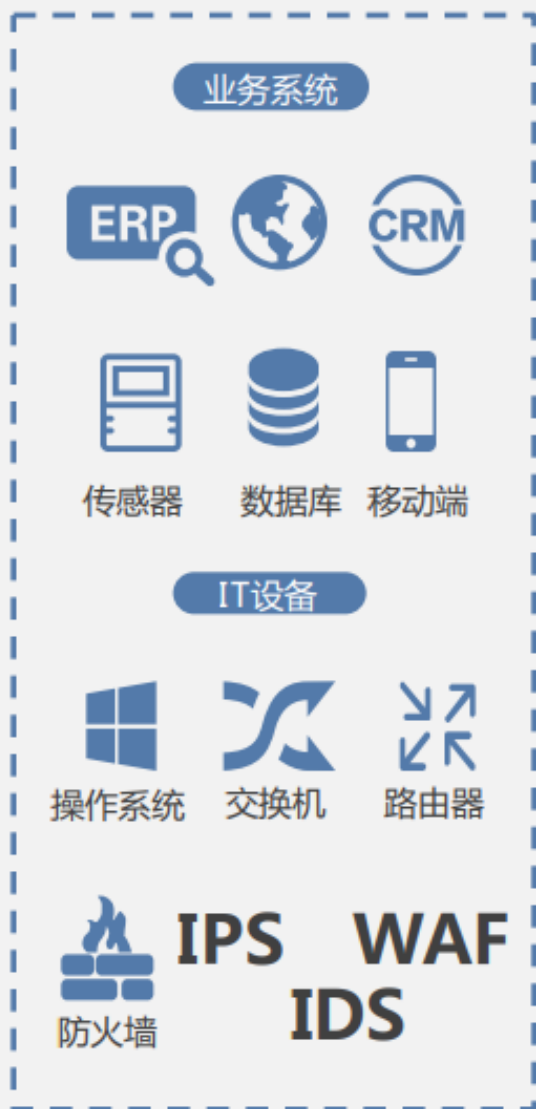 业务系统
ERP CRM
传感器 数据库 移动端
IT设备
操作系统 交换机 路由器
IPS WAF
IDS
防火墙